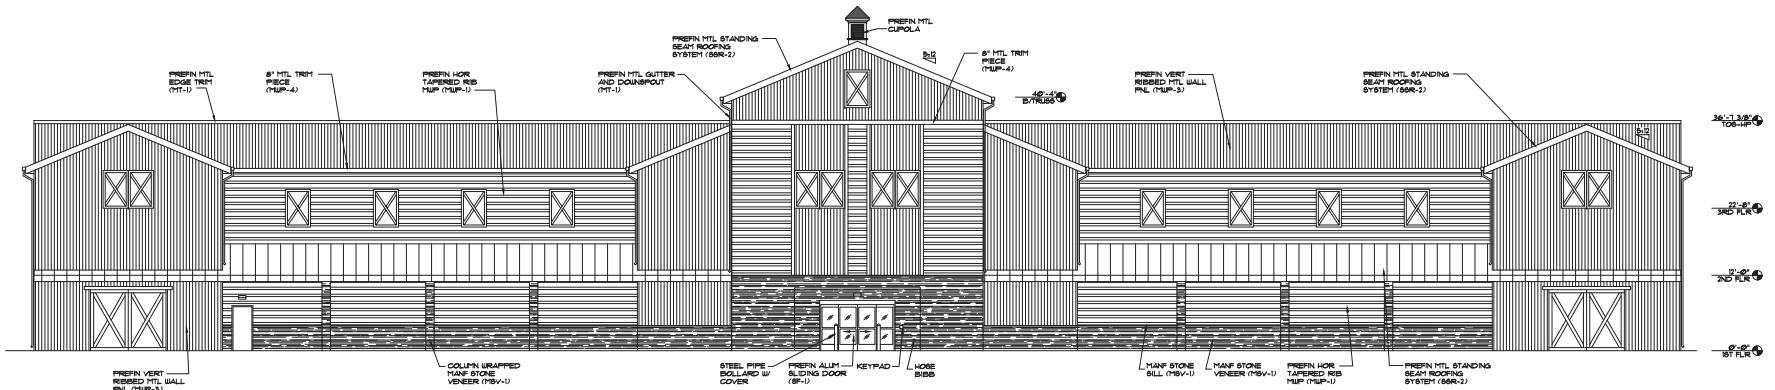 PREFIN MTL
CUPOLA
PREFIN MTL STANDING
SEAM ROOFING
SYSTEM (SSR-2)
8" MTL TRIM
PIECE
(MWP-4)
PREFIN MTL
EDGE TRIM
(MT-1)
8" MTL TRIM
PIECE
(MWP-4)
PREFIN HOR
TAPERED RIB
MWP (MWP-1)
PREFIN MTL GUTTER
AND DOWNSPOUT
(MT-1)
PREFIN VERT
RIBBED MTL WALL
PNL (MWP-3)
PREFIN MTL STANDING
SEAM ROOFING
SYSTEM (SSR-2)
40'-4"
B/TRUSS
36'-7 3/8"
TOS-HP
22'-8"
3RD FLR
12'-0"
2ND FLR
0'-0"
1ST FLR
PREFIN VERT
RIBBED MTL WALL
PNL (MWP-3)
COLUMN WRAPPED
MANF STONE
VENEER (MSV-1)
STEEL PIPE
BOLLARD W/
COVER
PREFIN ALUM
SLIDING DOOR
(SF-1)
KEYPAD
HOSE
BIBB
MANF STONE
SILL (MSV-1)
MANF STONE
VENEER (MSV-1)
PREFIN HOR
TAPERED RIB
MWP (MWP-1)
PREFIN MTL STANDING
SEAM ROOFING
SYSTEM (SSR-2)